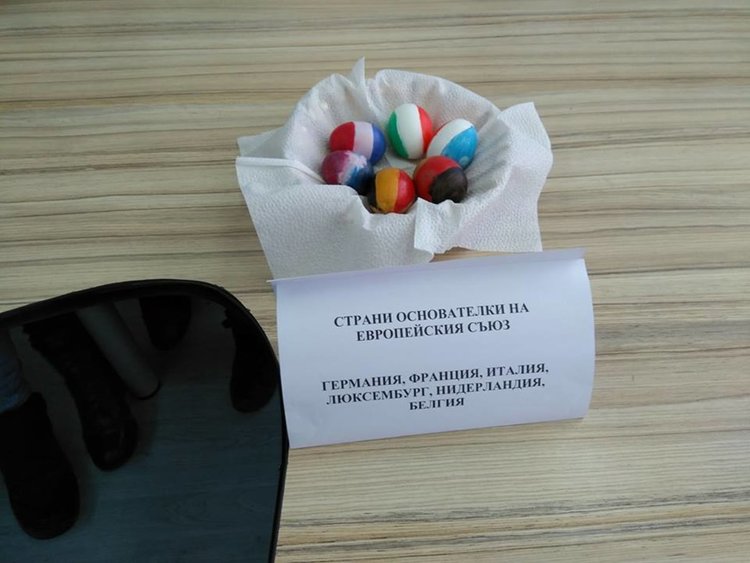 СТРАНИ ОСНОВАТЕЛКИ НА
ЕВРОПЕЙСКИЯ СЪЮЗ
ГЕРМАНИЯ, ФРАНЦИЯ, ИТАЛИЯ,
ЛЮКСЕМБУРГ, НИДЕРЛАНДИЯ,
БЕЛГИЯ